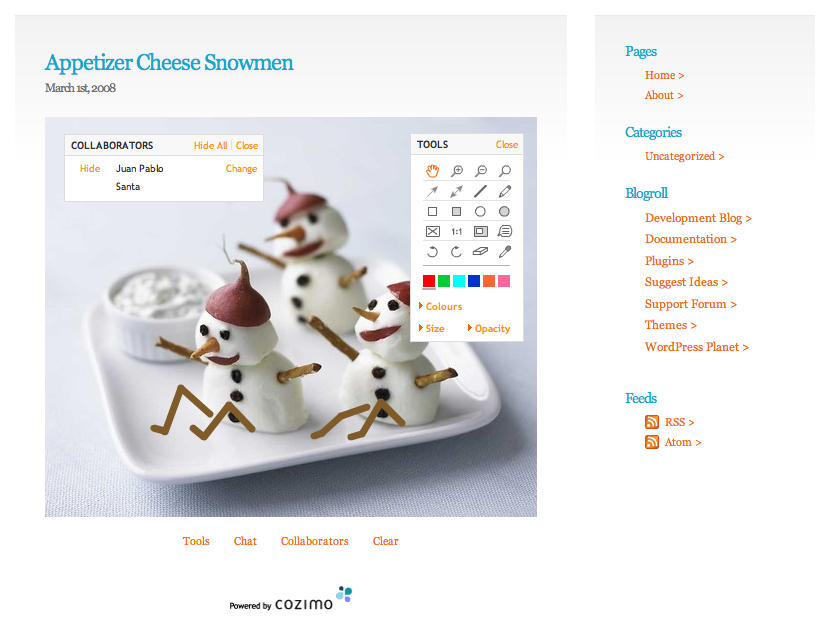 Appetizer Cheese Snowmen
March 1st, 2008
COLLABORATORS Hide All | Close
Hide Juan Pablo Change
Santa
TOOLS Close
1:1
Colours
Size Opacity
Tools Chat Collaborators Clear
Powered by cozimo
Pages
Home >
About >
Categories
Uncategorized >
Blogroll
Development Blog >
Documentation >
Plugins >
Suggest Ideas >
Support Forum >
Themes >
WordPress Planet >
Feeds
RSS >
Atom >